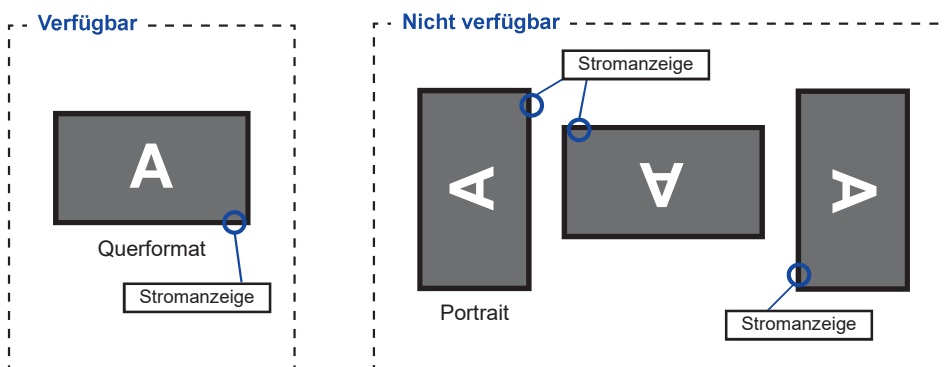 Verfügbar
A
Querformat
Stromanzeige
Nicht verfügbar
Stromanzeige
A
A
A
Portrait
Stromanzeige